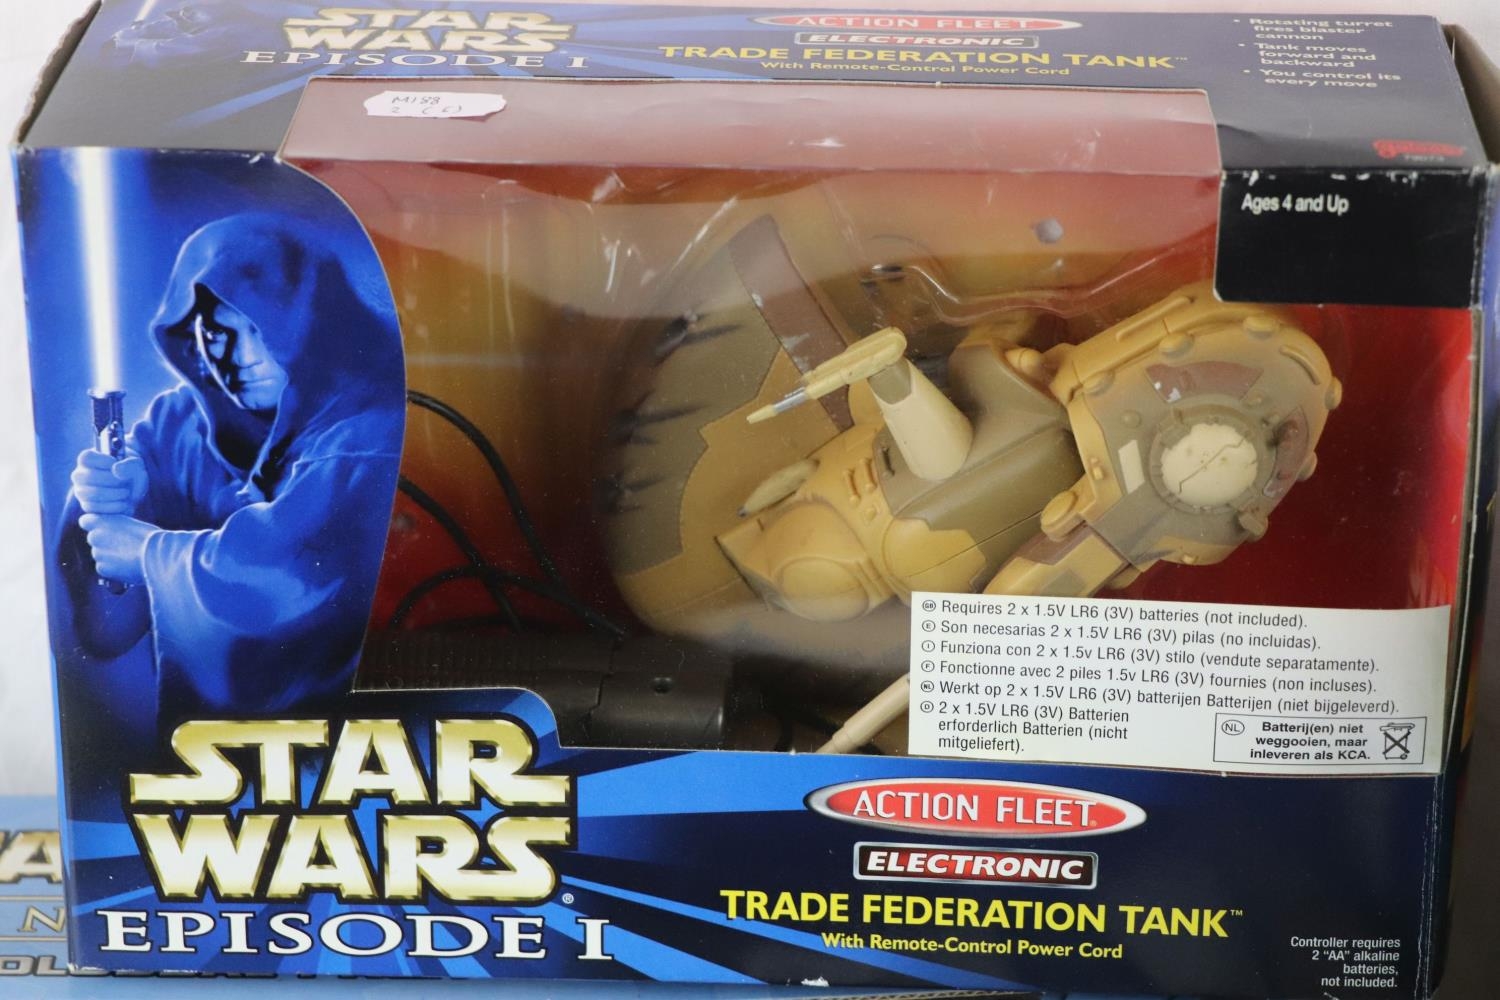 STAR
WARS
EPISODE I
ACTION FLEET
ELECTRONIC
TRADE FEDERATION TANK™
With Remote-Control Power Cord
• Rotating turret
fires blaster
cannon
• Tank moves
forward and
backward
• You control its
every move
M188
Galoob
Ages 4 and Up
GB Requires 2 x 1.5V LR6 (3V) batteries (not included).
E Son necesarias 2 x 1.5V LR6 (3V) pilas (no incluidas).
I Funziona con 2 x 1.5v LR6 (3V) stilo (vendute separatamente).
F Fonctionne avec 2 piles 1.5v LR6 (3V) fournies (non incluses).
NL Werkt op 2 x 1.5V LR6 (3V) batterijen Batterijen (niet bijgeleverd).
D 2 x 1.5V LR6 (3V) Batterien
erforderlich Batterien (nicht
mitgeliefert).
NL Batterij(en) niet
weggooien, maar
inleveren als KCA.
STAR
WARS®
EPISODE I
ACTION FLEET®
ELECTRONIC
TRADE FEDERATION TANK™
With Remote-Control Power Cord
Controller requires
2 "AA" alkaline
batteries,
not included.